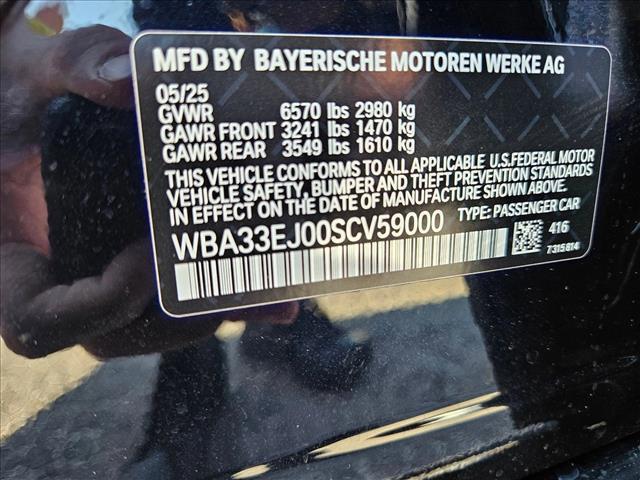 MFD BY BAYERISCHE MOTOREN WERKE AG
05/25
GVWR 6570 lbs 2980 kg
GAWR FRONT 3241 lbs 1470 kg
GAWR REAR 3549 lbs 1610 kg
THIS VEHICLE CONFORMS TO ALL APPLICABLE U.S.FEDERAL MOTOR
VEHICLE SAFETY, BUMPER AND THEFT PREVENTION STANDARDS
IN EFFECT ON THE DATE OF MANUFACTURE SHOWN ABOVE.
WBA33EJ00SCV59000 TYPE: PASSENGER CAR
416
7315814